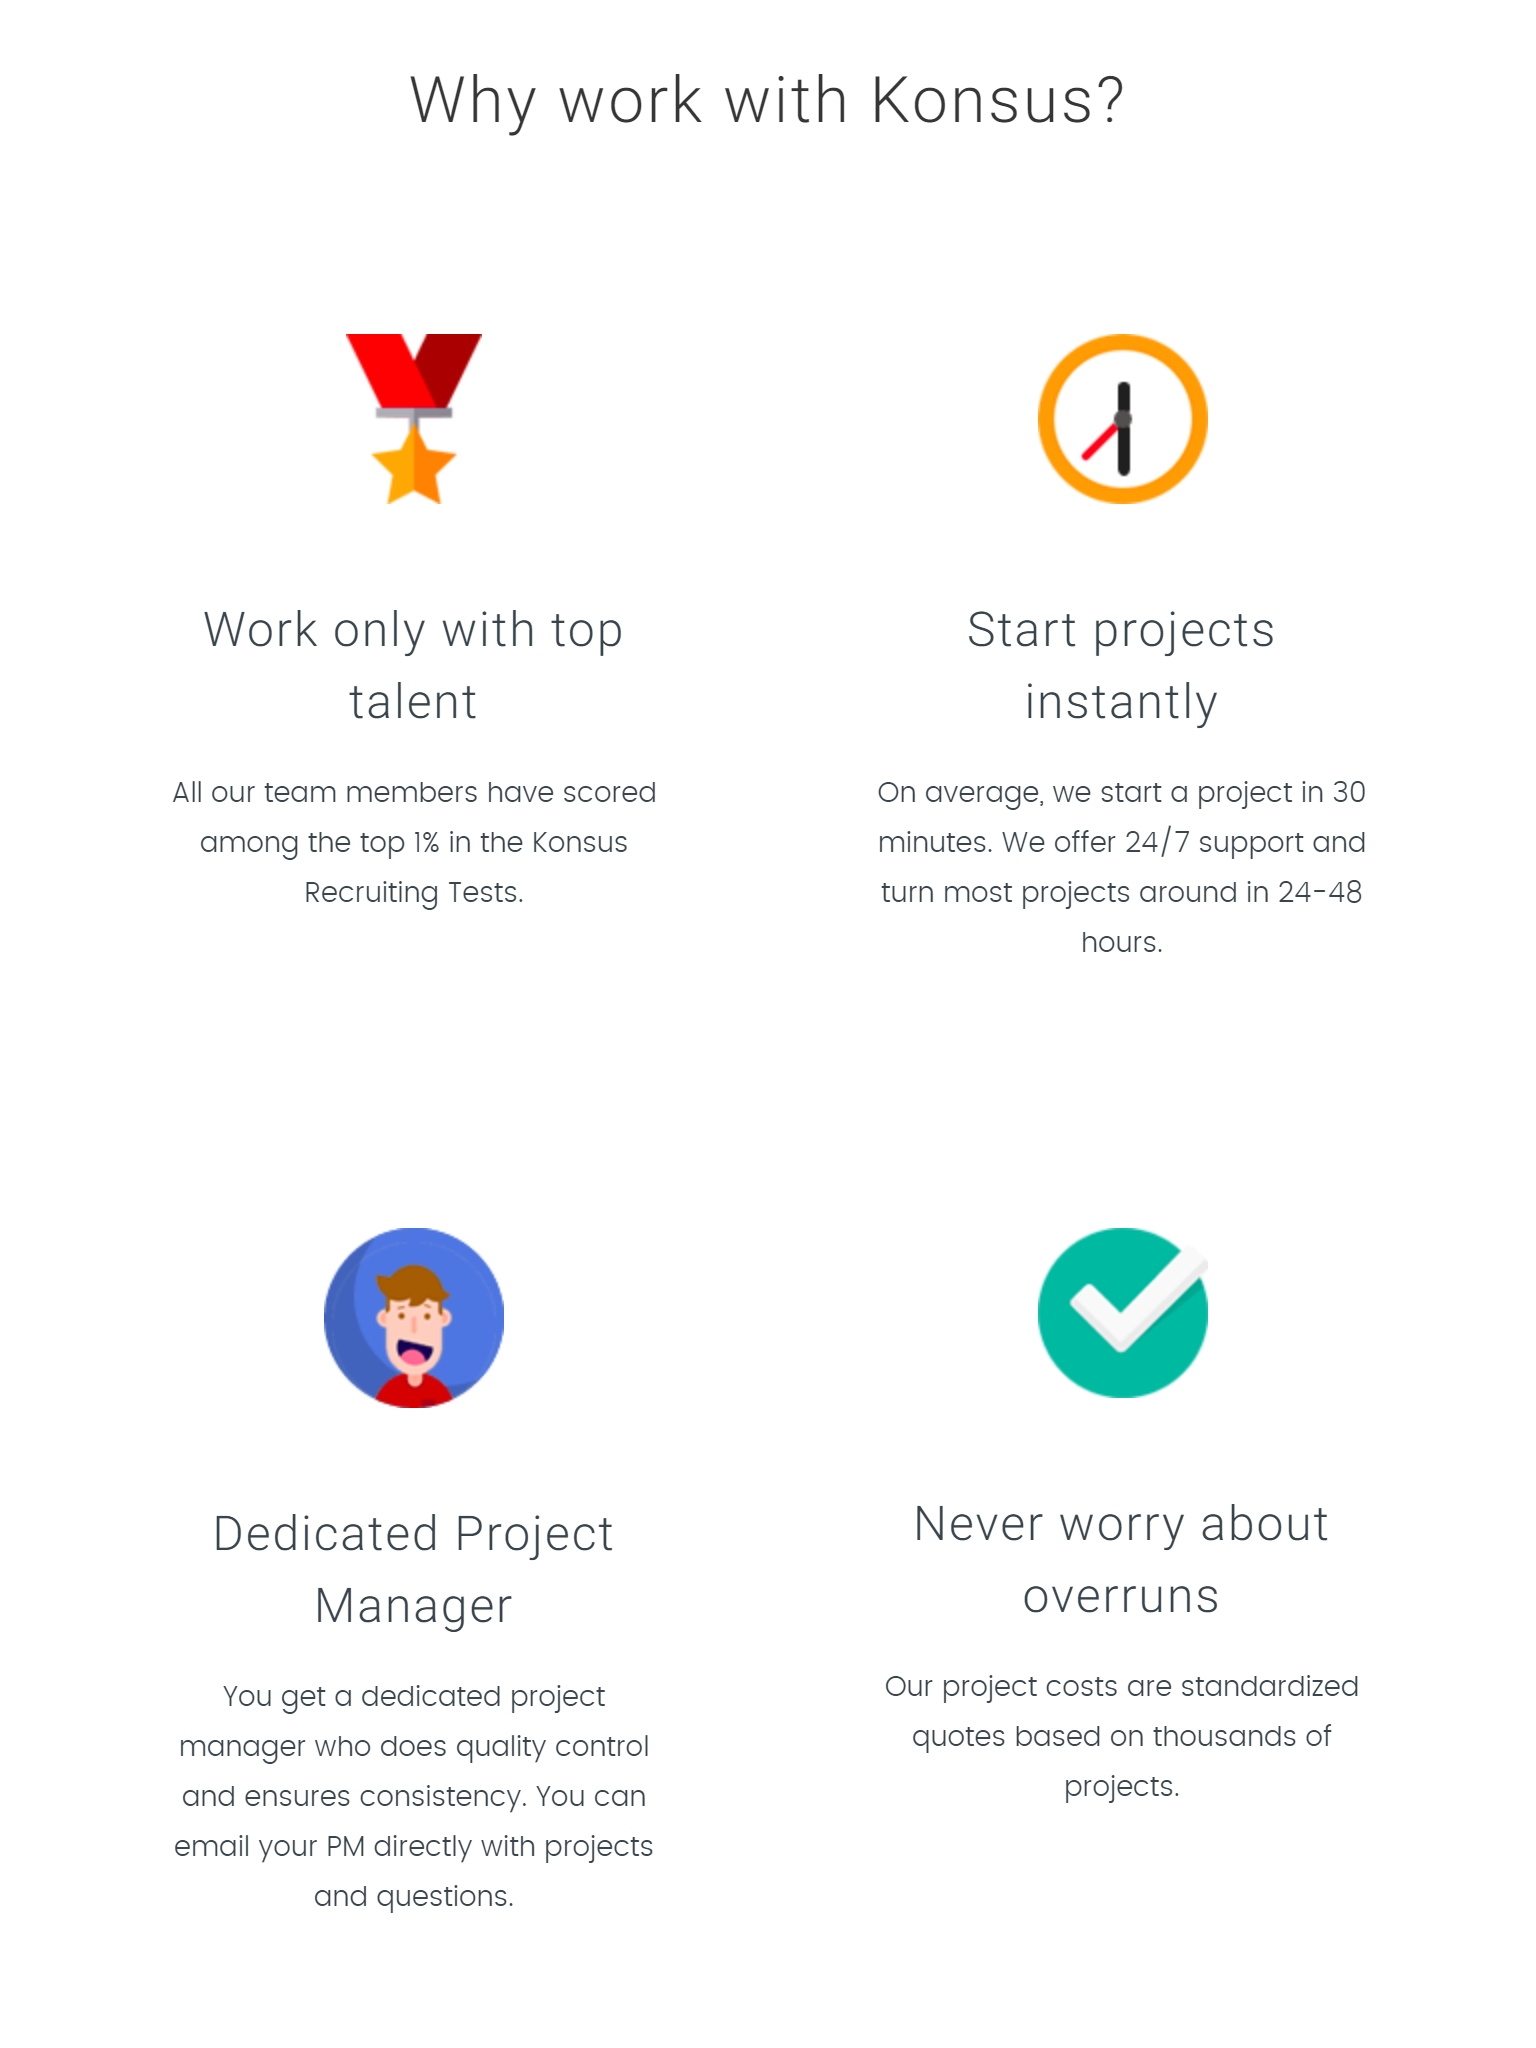 Why work with Konsus?
Work only with top
talent
All our team members have scored
among the top 1% in the Konsus
Recruiting Tests.
Start projects
instantly
On average, we start a project in 30
minutes. We offer 24/7 support and
turn most projects around in 24-48
hours.
Dedicated Project
Manager
You get a dedicated project
manager who does quality control
and ensures consistency. You can
email your PM directly with projects
and questions.
Never worry about
overruns
Our project costs are standardized
quotes based on thousands of
projects.